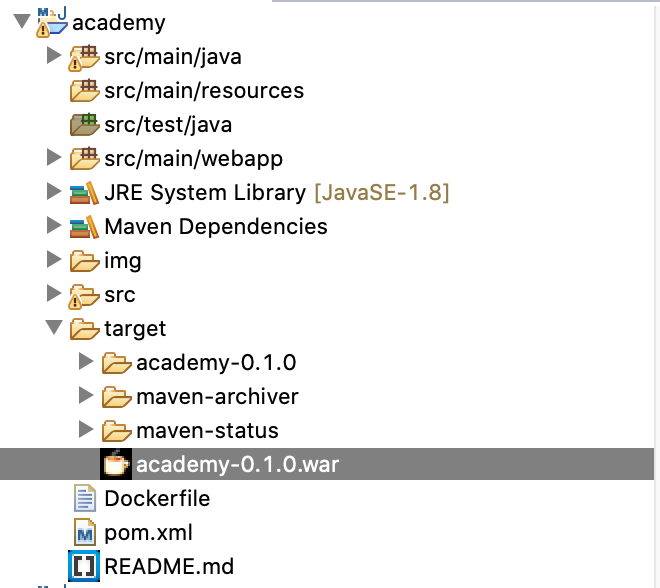 academy
src/main/java
src/main/resources
src/test/java
src/main/webapp
JRE System Library [JavaSE-1.8]
Maven Dependencies
img
src
target
academy-0.1.0
maven-archiver
maven-status
academy-0.1.0.war
Dockerfile
pom.xml
README.md